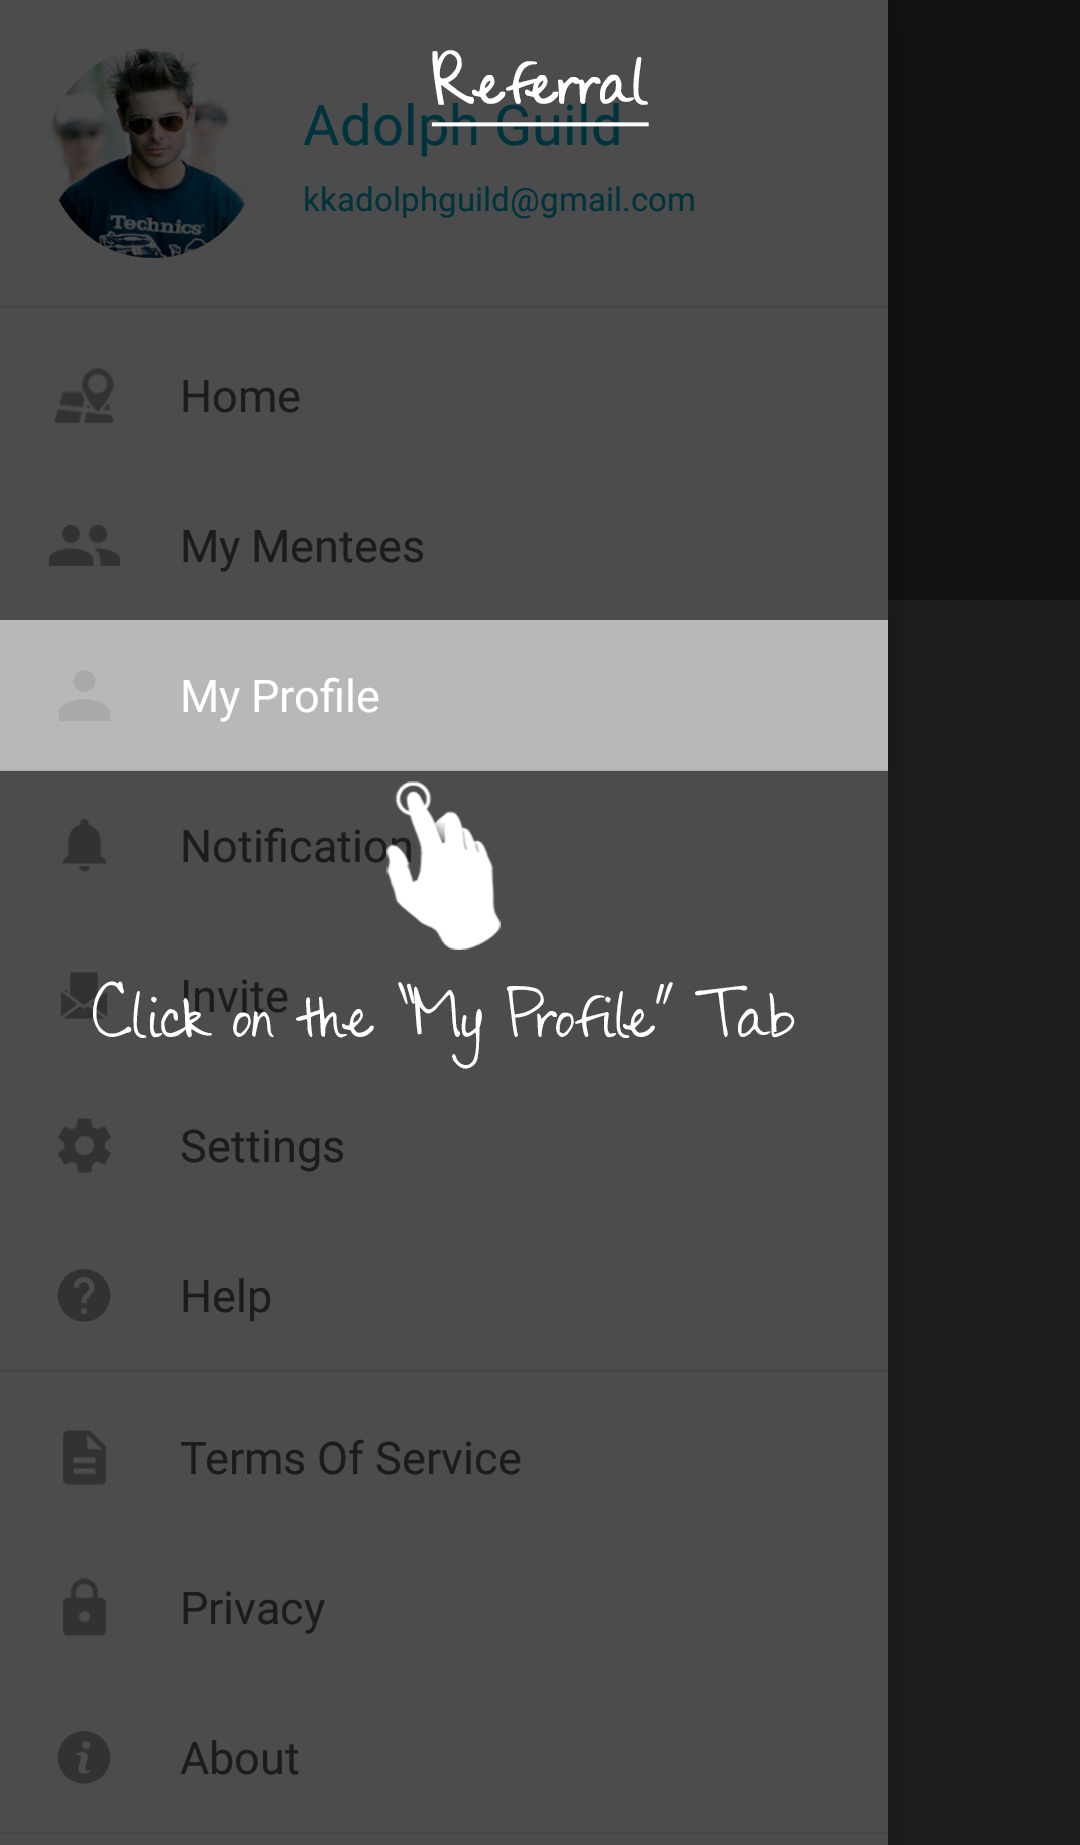 Referral
Adolph Guild
kkadolphguild@gmail.com
Technics
Home
My Mentees
My Profile
Notification
Invite
Click on the "My Profile" Tab
Settings
Help
Terms Of Service
Privacy
About